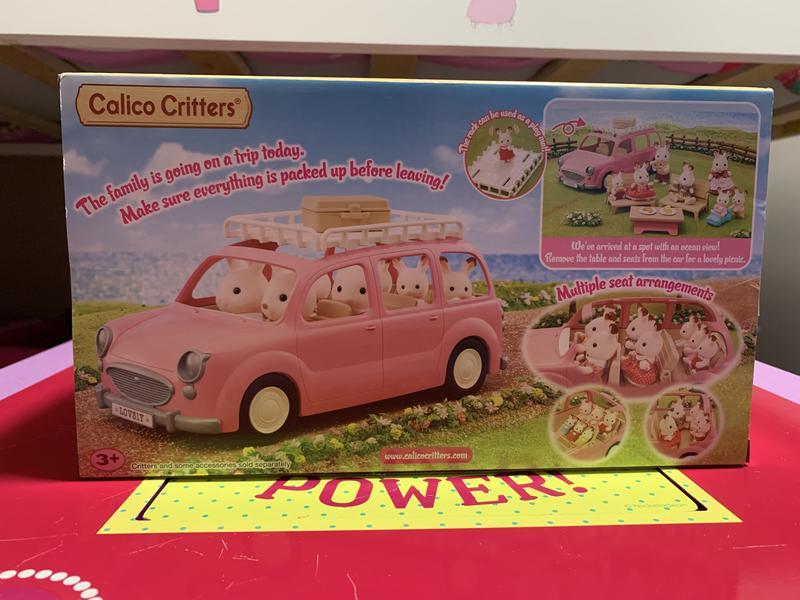 Calico Critters®
The family is going on a trip today.
Make sure everything is packed up before leaving!
The rack can be used as a play mat!
We've arrived at a spot with an ocean view!
Remove the table and seats from the car for a lovely picnic.
Multiple seat arrangements
LOVELY
3+
Critters and some accessories sold separately
www.calicocritters.com
POWER!
© Nickelodeon